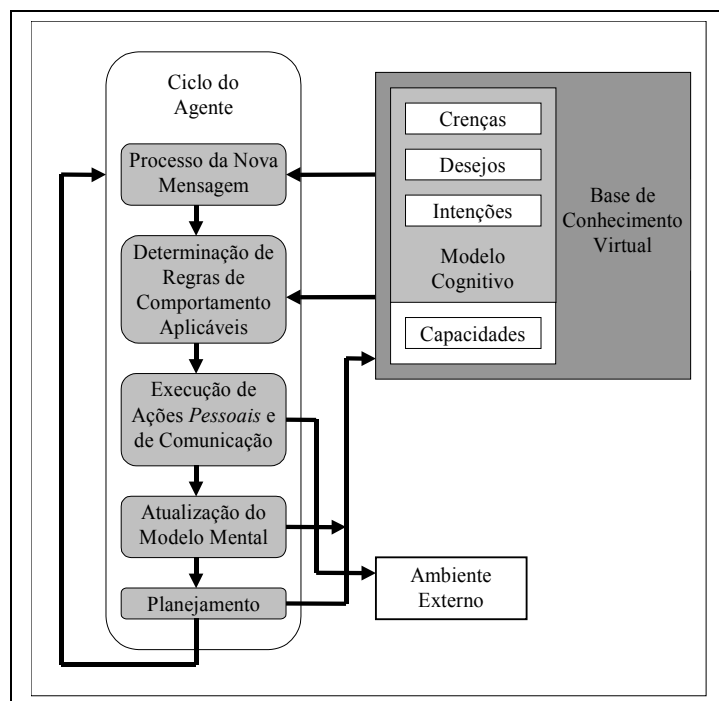 Ciclo do
Agente
Processo da Nova
Mensagem
Determinação de
Regras de
Comportamento
Aplicáveis
Execução de
Ações Pessoais e
de Comunicação
Atualização do
Modelo Mental
Planejamento
Crenças
Desejos
Intenções
Modelo
Cognitivo
Capacidades
Base de
Conhecimento
Virtual
Ambiente
Externo